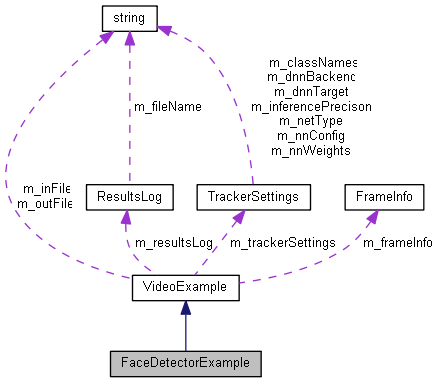 string
m_classNames
m_dnnBackend
m_dnnTarget
m_inferencePrecison
m_netType
m_nnConfig
m_nnWeights
m_fileName
m_inFile
m_outFile
ResultsLog
TrackerSettings
FrameInfo
m_resultsLog
m_trackerSettings
m_frameInfo
VideoExample
FaceDetectorExample